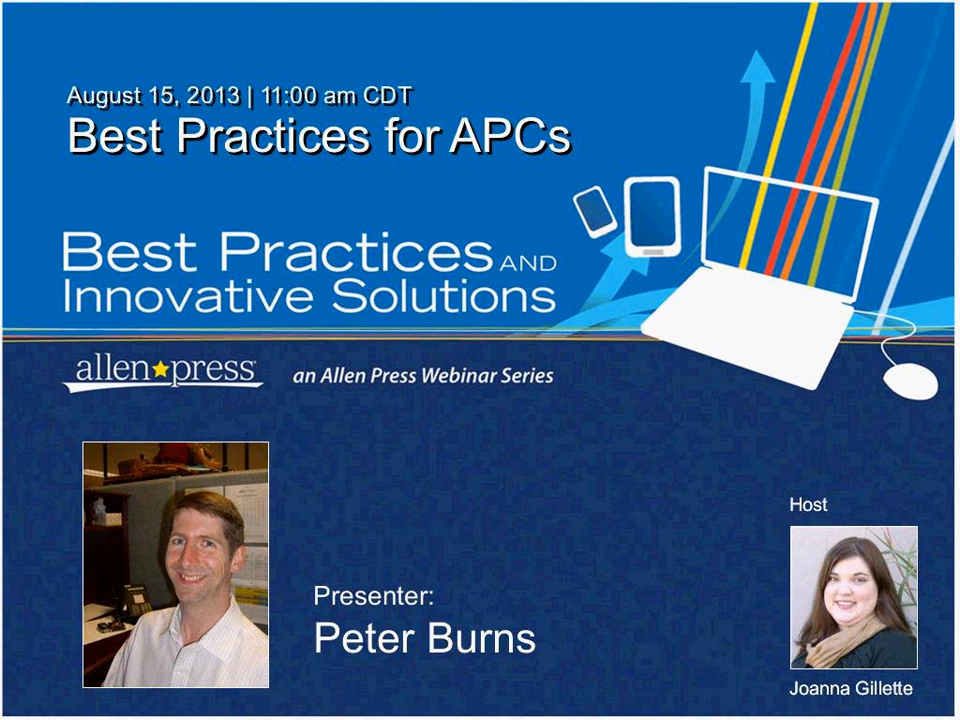 August 15, 2013 | 11:00 am CDT
Best Practices for APCs
Best Practices AND
Innovative Solutions
allen press
an Allen Press Webinar Series
Host
Presenter:
Peter Burns
Joanna Gillette